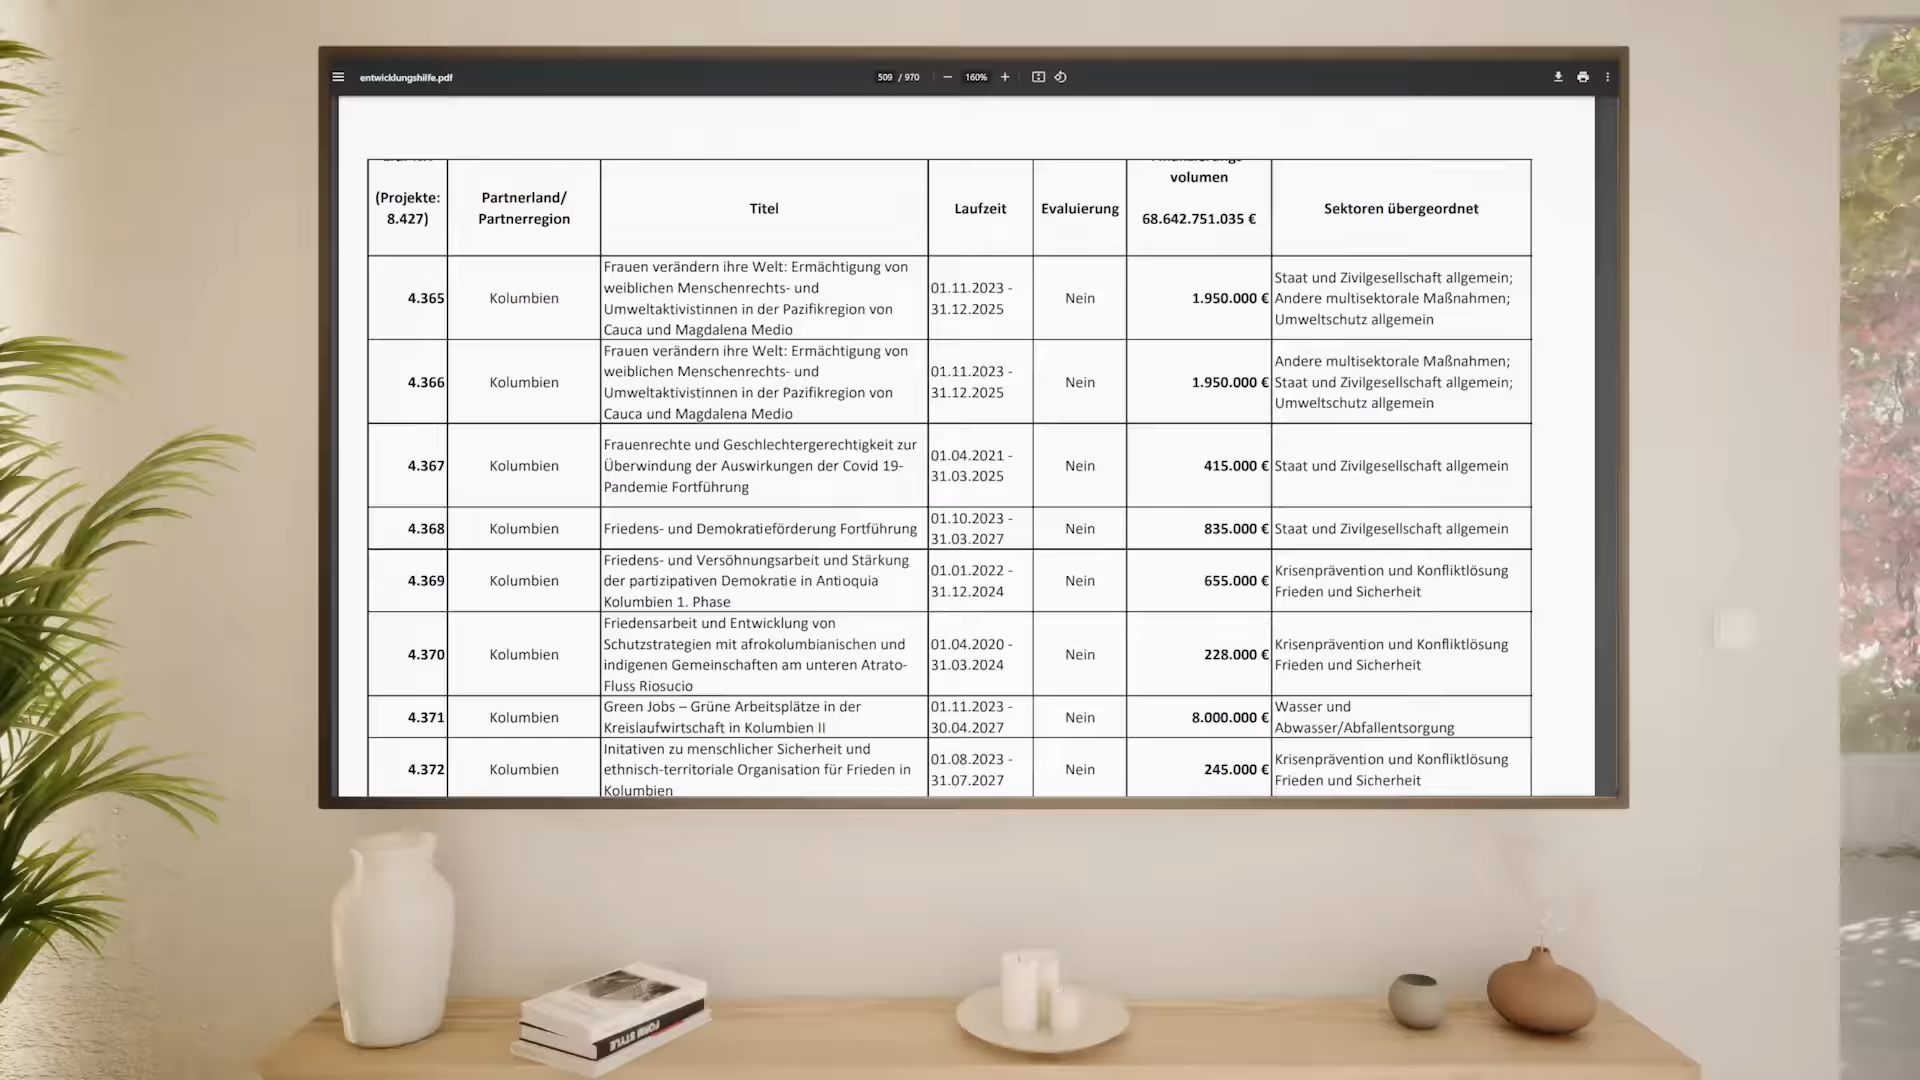 entwicklungshilfe.pdf
509 / 970
160%
(Projekte:
8.427)
Partnerland/
Partnerregion
Titel
Laufzeit
Evaluierung
volumen
68.642.751.035 €
Sektoren übergeordnet
4.365
Kolumbien
Frauen verändern ihre Welt: Ermächtigung von
weiblichen Menschenrechts- und
Umweltaktivistinnen in der Pazifikregion von
Cauca und Magdalena Medio
01.11.2023 -
31.12.2025
Nein
1.950.000 €
Staat und Zivilgesellschaft allgemein;
Andere multisektorale Maßnahmen;
Umweltschutz allgemein
4.366
Kolumbien
Frauen verändern ihre Welt: Ermächtigung von
weiblichen Menschenrechts- und
Umweltaktivistinnen in der Pazifikregion von
Cauca und Magdalena Medio
01.11.2023 -
31.12.2025
Nein
1.950.000 €
Andere multisektorale Maßnahmen;
Staat und Zivilgesellschaft allgemein;
Umweltschutz allgemein
4.367
Kolumbien
Frauenrechte und Geschlechtergerechtigkeit zur
Überwindung der Auswirkungen der Covid 19-
Pandemie Fortführung
01.04.2021 -
31.03.2025
Nein
415.000 €
Staat und Zivilgesellschaft allgemein
4.368
Kolumbien
Friedens- und Demokratieförderung Fortführung
01.10.2023 -
31.03.2027
Nein
835.000 €
Staat und Zivilgesellschaft allgemein
4.369
Kolumbien
Friedens- und Versöhnungsarbeit und Stärkung
der partizipativen Demokratie in Antioquia
Kolumbien 1. Phase
01.01.2022 -
31.12.2024
Nein
655.000 €
Krisenprävention und Konfliktlösung
Frieden und Sicherheit
4.370
Kolumbien
Friedensarbeit und Entwicklung von
Schutzstrategien mit afrokolumbianischen und
indigenen Gemeinschaften am unteren Atrato-
Fluss Riosucio
01.04.2020 -
31.03.2024
Nein
228.000 €
Krisenprävention und Konfliktlösung
Frieden und Sicherheit
4.371
Kolumbien
Green Jobs – Grüne Arbeitsplätze in der
Kreislaufwirtschaft in Kolumbien II
01.11.2023 -
30.04.2027
Nein
8.000.000 €
Wasser und
Abwasser/Abfallentsorgung
4.372
Kolumbien
Initativen zu menschlicher Sicherheit und
ethnisch-territoriale Organisation für Frieden in
Kolumbien
01.08.2023 -
31.07.2027
Nein
245.000 €
Krisenprävention und Konfliktlösung
Frieden und Sicherheit
FORM STYLE